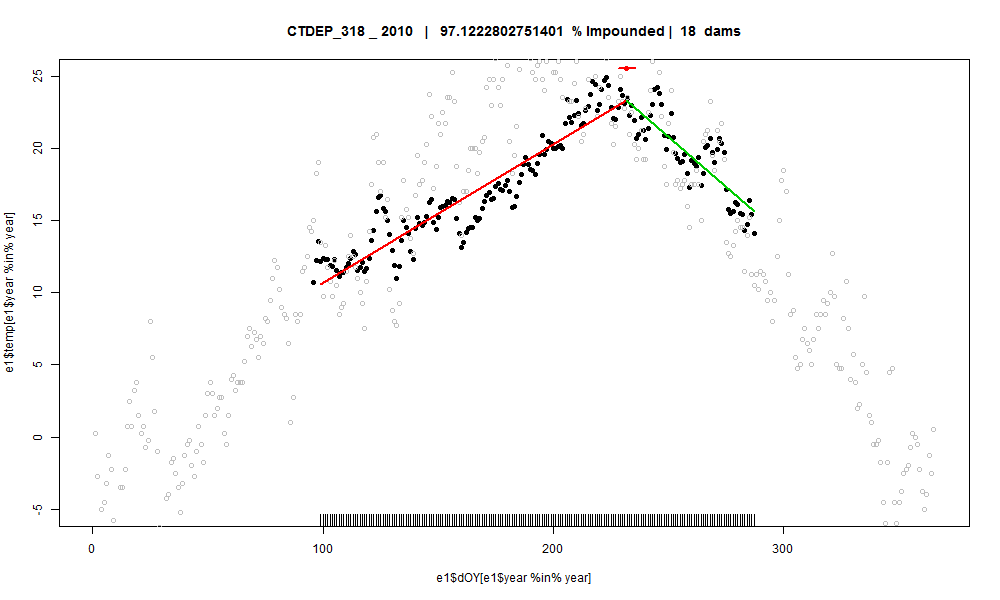 CTDEP_318 _ 2010 | 97.1222802751401 % Impounded | 18 dams
e1$temp[e1$year %in% year]
25
20
15
10
5
0
-5
0 100 200 300
e1$dOY[e1$year %in% year]